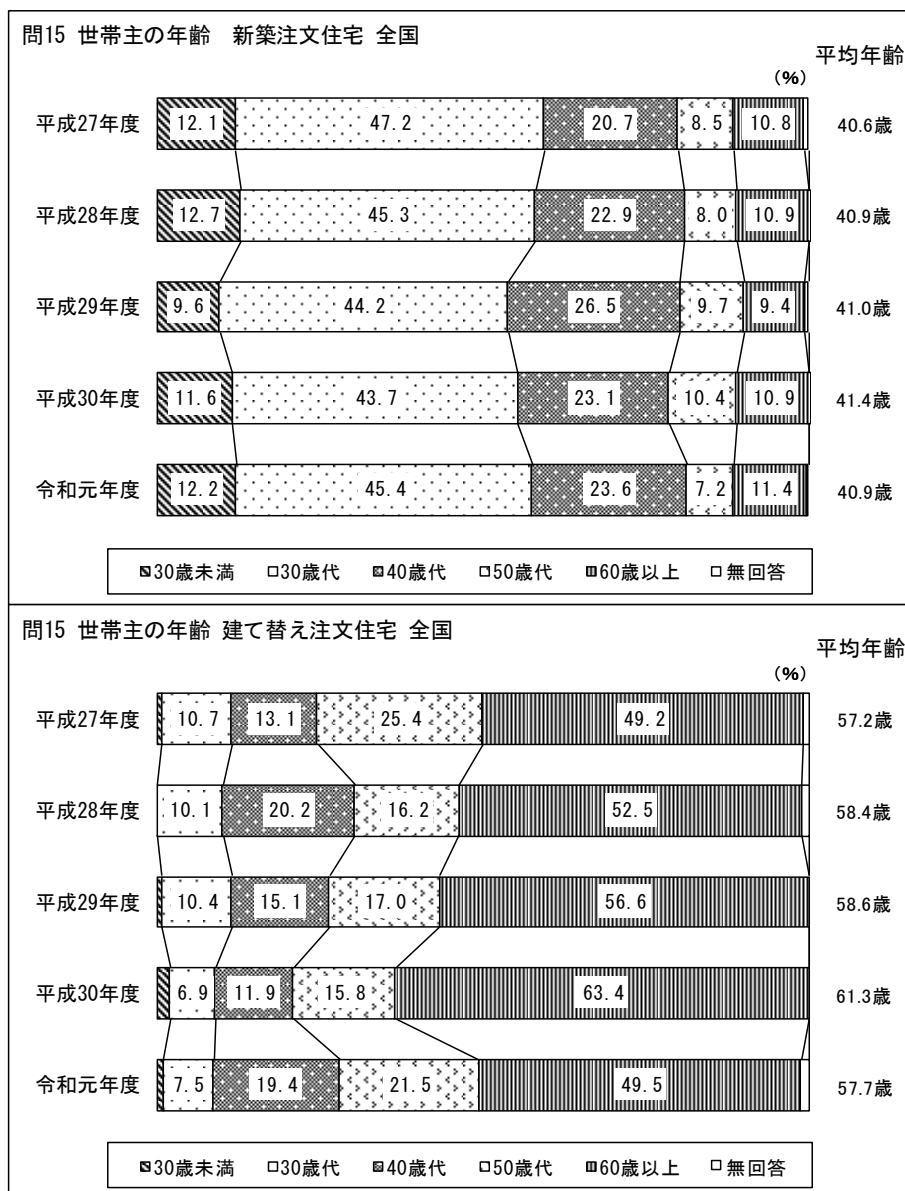 問15 世帯主の年齢　新築注文住宅 全国
平均年齢
（%）
平成27年度 12.1 47.2 20.7 8.5 10.8 40.6歳
平成28年度 12.7 45.3 22.9 8.0 10.9 40.9歳
平成29年度 9.6 44.2 26.5 9.7 9.4 41.0歳
平成30年度 11.6 43.7 23.1 10.4 10.9 41.4歳
令和元年度 12.2 45.4 23.6 7.2 11.4 40.9歳
30歳未満 30歳代 40歳代 50歳代 60歳以上 無回答
問15 世帯主の年齢 建て替え注文住宅 全国
平均年齢
（%）
平成27年度 10.7 13.1 25.4 49.2 57.2歳
平成28年度 10.1 20.2 16.2 52.5 58.4歳
平成29年度 10.4 15.1 17.0 56.6 58.6歳
平成30年度 6.9 11.9 15.8 63.4 61.3歳
令和元年度 7.5 19.4 21.5 49.5 57.7歳
30歳未満 30歳代 40歳代 50歳代 60歳以上 無回答